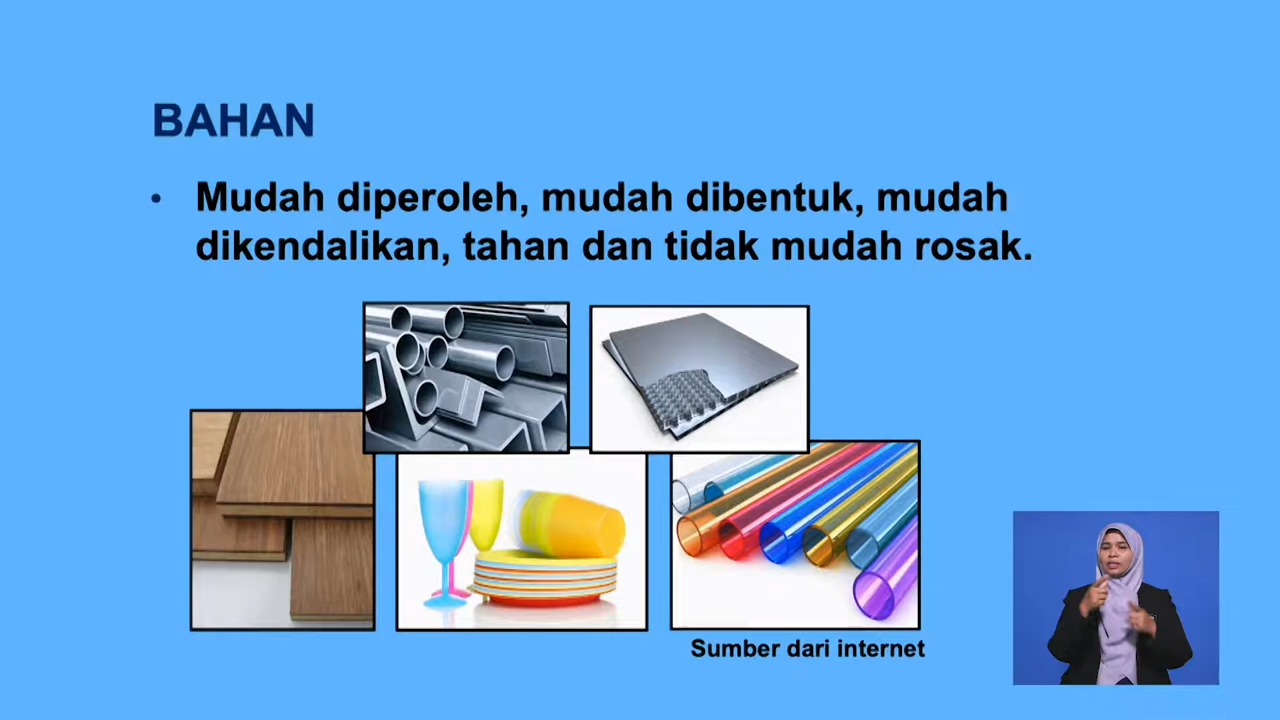 BAHAN
• Mudah diperoleh, mudah dibentuk, mudah
dikendalikan, tahan dan tidak mudah rosak.
Sumber dari internet